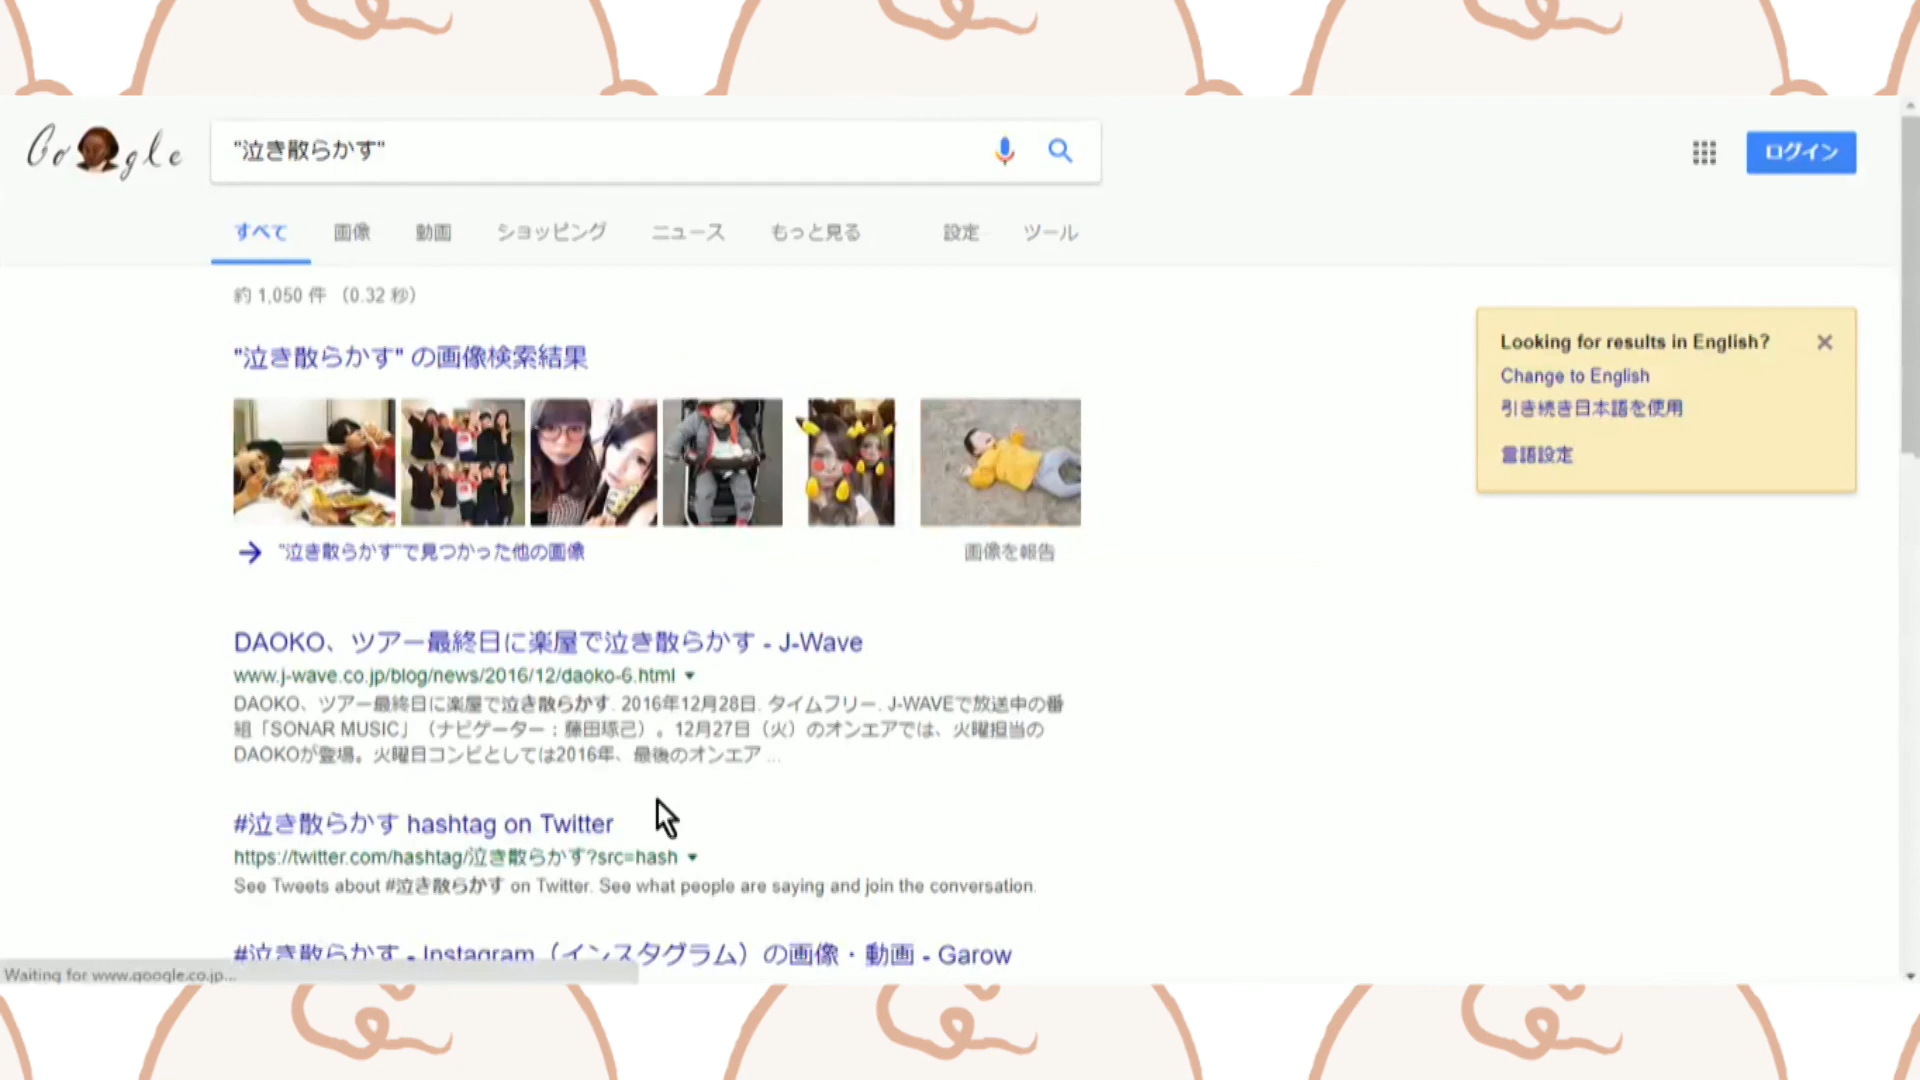 Google
"泣き散らかす"
ログイン
すべて 画像 動画 ショッピング ニュース もっと見る 設定 ツール
約 1,050 件 （0.32 秒）
Looking for results in English?
Change to English
引き続き日本語を使用
言語設定
"泣き散らかす" の画像検索結果
"泣き散らかす"で見つかった他の画像
画像を報告
DAOKO、ツアー最終日に楽屋で泣き散らかす - J-Wave
www.j-wave.co.jp/blog/news/2016/12/daoko-6.html
DAOKO、ツアー最終日に楽屋で泣き散らかす. 2016年12月28日. タイムフリー. J-WAVEで放送中の番
組「SONAR MUSIC」（ナビゲーター：藤田琢己）。12月27日（火）のオンエアでは、火曜担当の
DAOKOが登場。火曜日コンビとしては2016年、最後のオンエア ...
#泣き散らかす hashtag on Twitter
https://twitter.com/hashtag/泣き散らかす?src=hash
See Tweets about #泣き散らかす on Twitter. See what people are saying and join the conversation.
#泣き散らかす - Instagram（インスタグラム）の画像・動画 - Garow
Waiting for www.google.co.jp...